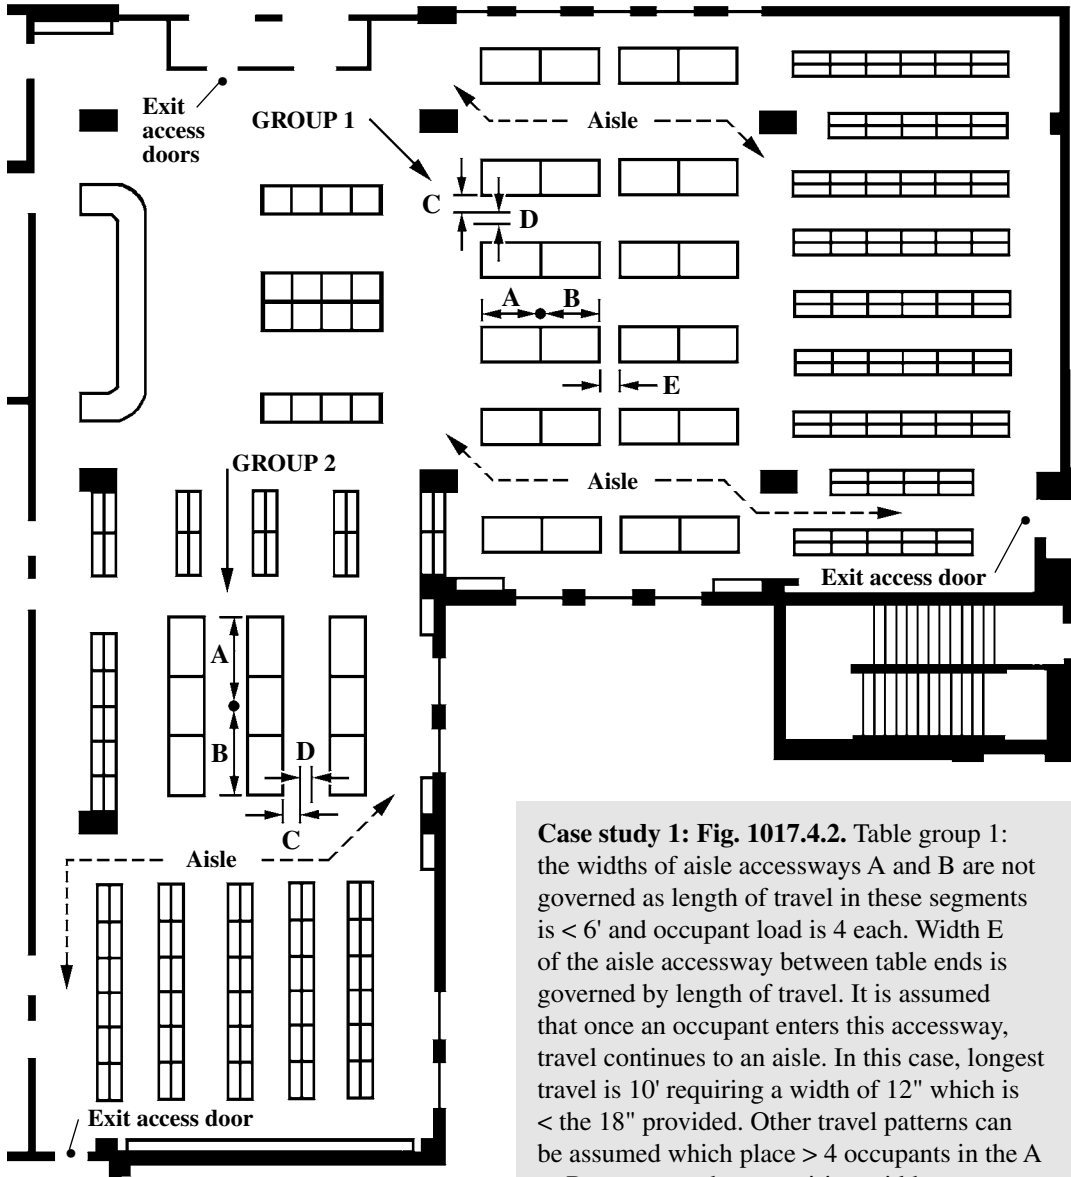 Exit
access
doors
GROUP 1
Aisle
C
D
A
B
E
GROUP 2
Aisle
Exit access door
A
B
D
C
Aisle
Exit access door
Case study 1: Fig. 1017.4.2. Table group 1:
the widths of aisle accessways A and B are not
governed as length of travel in these segments
is < 6' and occupant load is 4 each. Width E
of the aisle accessway between table ends is
governed by length of travel. It is assumed
that once an occupant enters this accessway,
travel continues to an aisle. In this case, longest
travel is 10' requiring a width of 12" which is
< the 18" provided. Other travel patterns can
be assumed which place > 4 occupants in the A